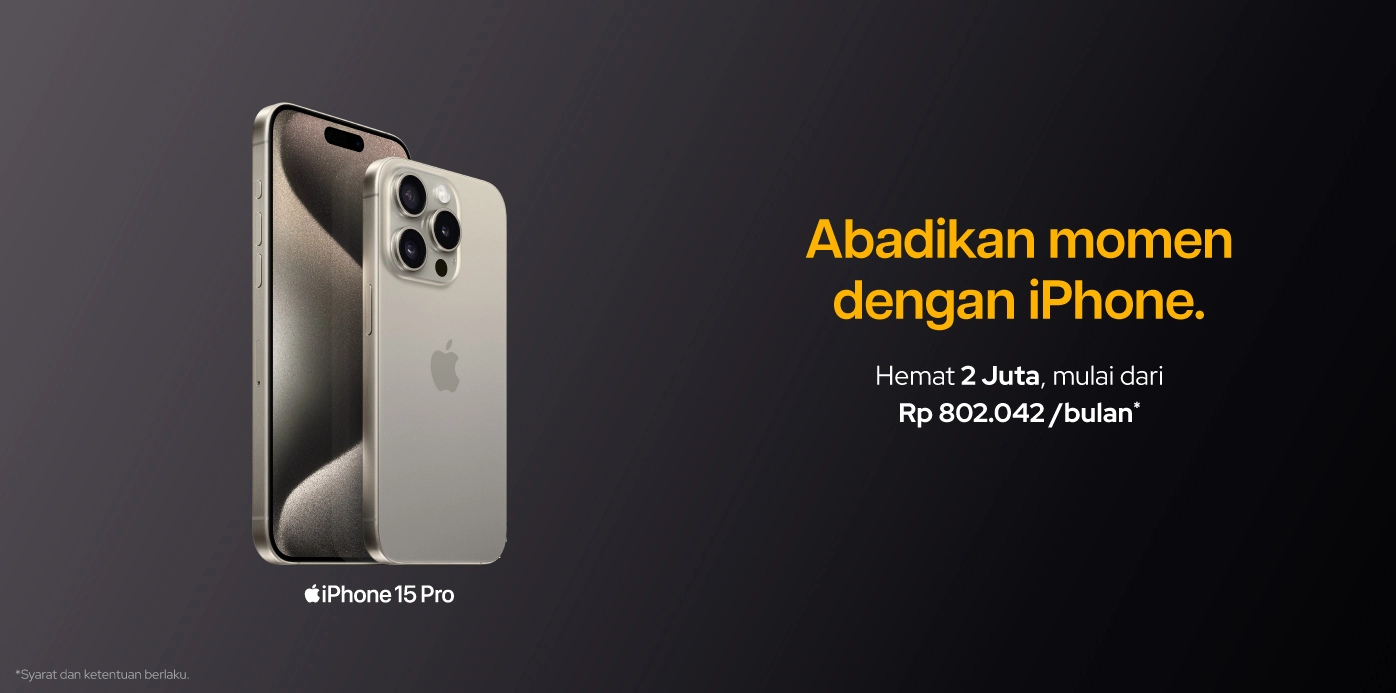 Abadikan momen
dengan iPhone.
Hemat 2 Juta, mulai dari
Rp 802.042/bulan*
iPhone 15 Pro
*Syarat dan ketentuan berlaku.